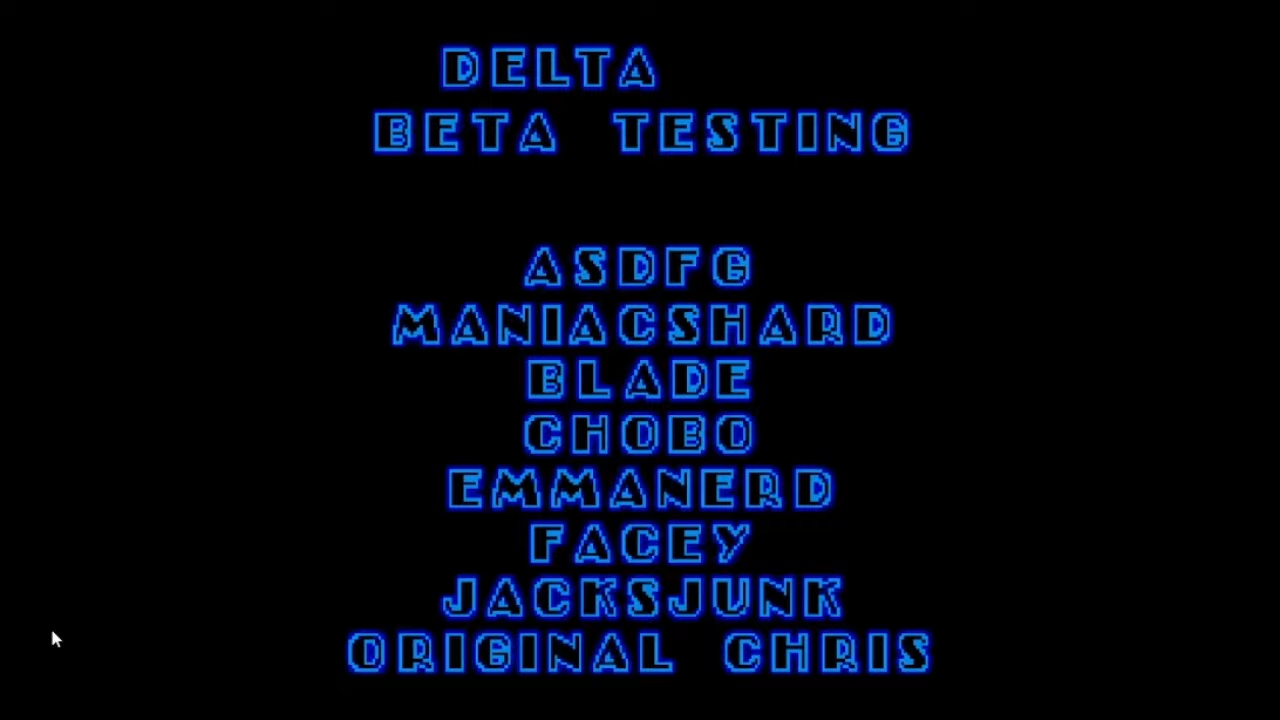 DELTA
BETA TESTING
ASDFG
MANIACSHARD
BLADE
CHOBO
EMMANERD
FACEY
JACKSJUNK
ORIGINAL CHRIS